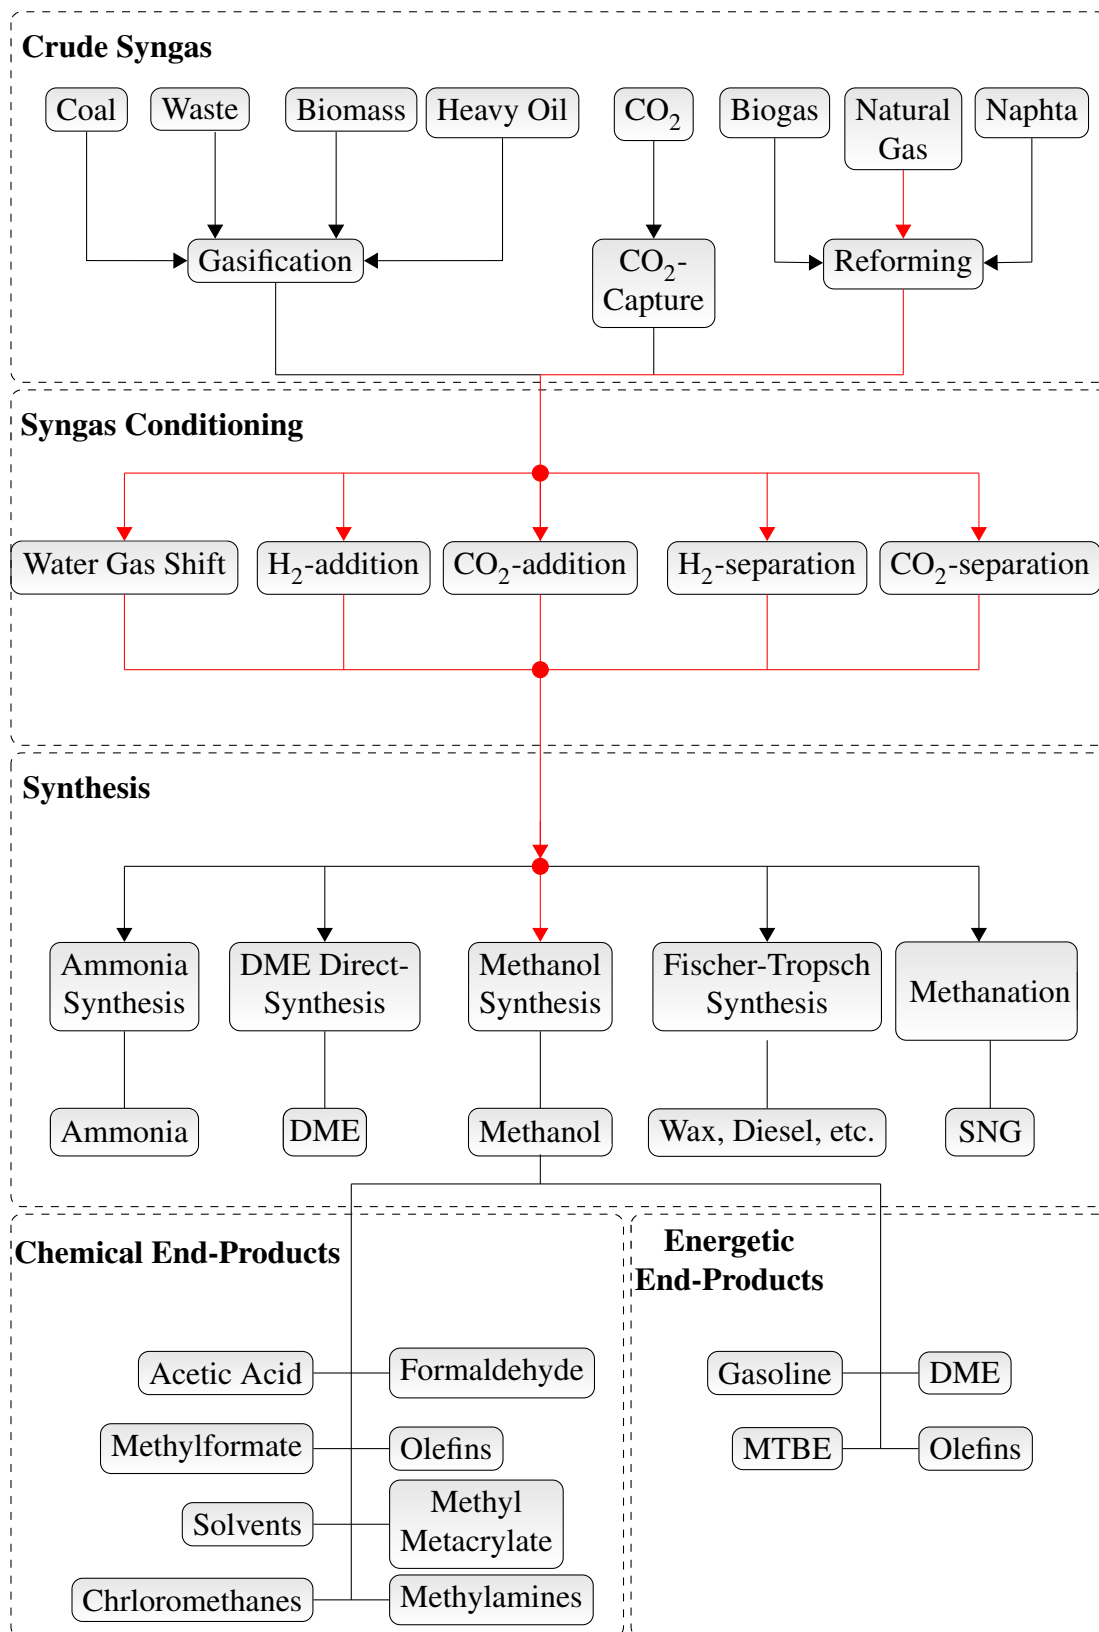 Crude Syngas
Coal
Waste
Biomass
Heavy Oil
CO2
Biogas
Natural
Gas
Naphta
Gasification
CO2-
Capture
Reforming
Syngas Conditioning
Water Gas Shift
H2-addition
CO2-addition
H2-separation
CO2-separation
Synthesis
Ammonia
Synthesis
DME Direct-
Synthesis
Methanol
Synthesis
Fischer-Tropsch
Synthesis
Methanation
Ammonia
DME
Methanol
Wax, Diesel, etc.
SNG
Chemical End-Products
Acetic Acid
Formaldehyde
Methylformate
Olefins
Solvents
Methyl
Metacrylate
Chrloromethanes
Methylamines
Energetic
End-Products
Gasoline
DME
MTBE
Olefins